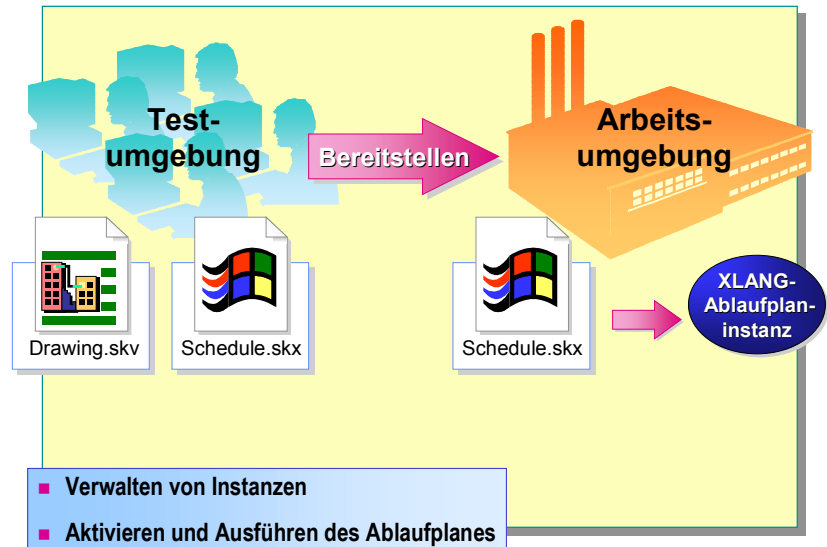 Test-
umgebung
Bereitstellen
Arbeits-
umgebung
Drawing.skv
Schedule.skx
Schedule.skx
XLANG-
Ablaufplan-
instanz
Verwalten von Instanzen
Aktivieren und Ausführen des Ablaufplanes